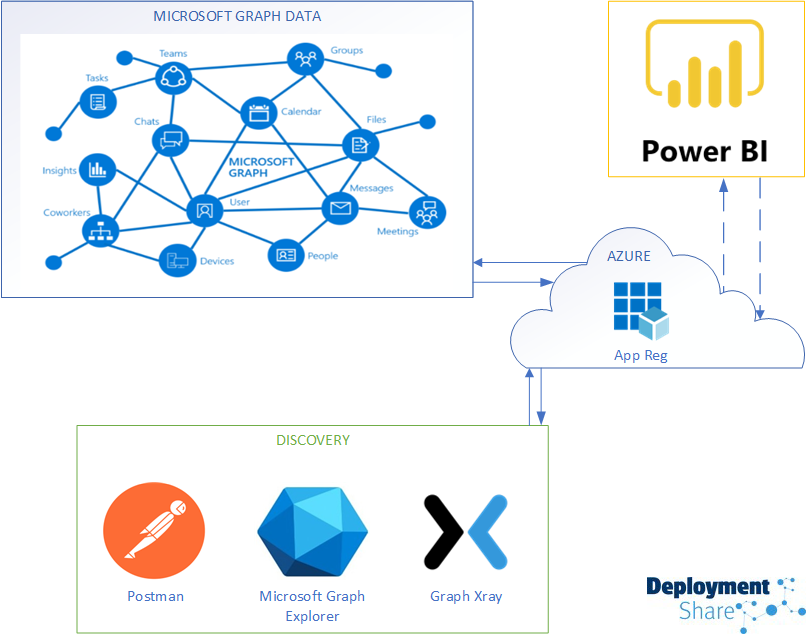 MICROSOFT GRAPH DATA
Teams
Groups
Tasks
Calendar
Chats
Files
MICROSOFT
GRAPH
Insights
Messages
User
Coworkers
Meetings
Devices
People
Power BI
AZURE
App Reg
DISCOVERY
Postman
Microsoft Graph
Explorer
Graph Xray
Deployment
Share